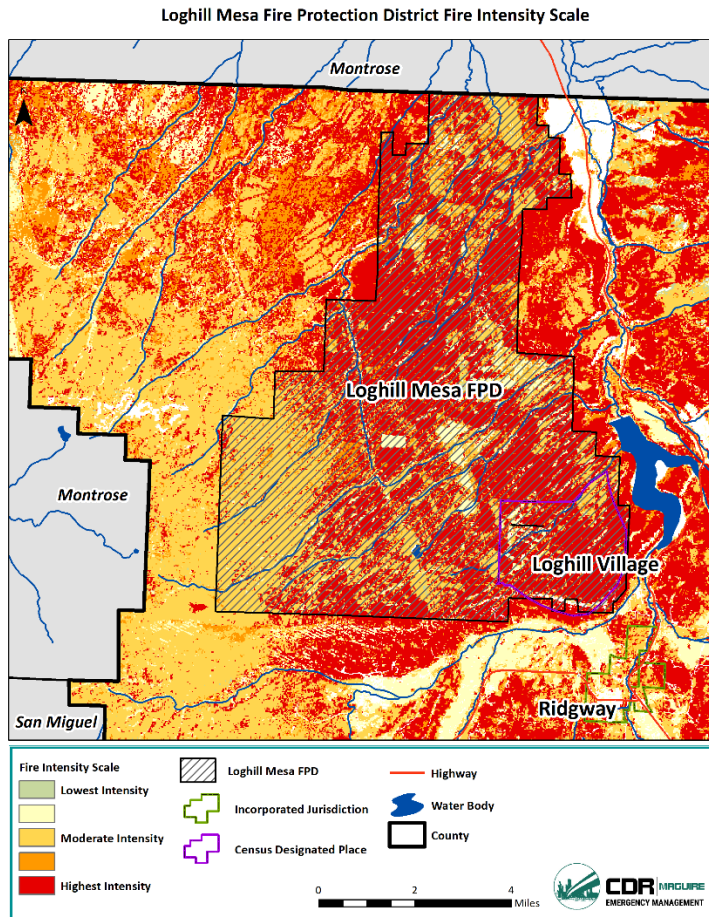 Loghill Mesa Fire Protection District Fire Intensity Scale
Montrose
Loghill Mesa FPD
Montrose
Loghill Village
Ridgway
San Miguel
Fire Intensity Scale
Lowest Intensity
Moderate Intensity
Highest Intensity
Loghill Mesa FPD
Incorporated Jurisdiction
Census Designated Place
Highway
Water Body
County
0 2 4
Miles
CDR MAGUIRE
EMERGENCY MANAGEMENT